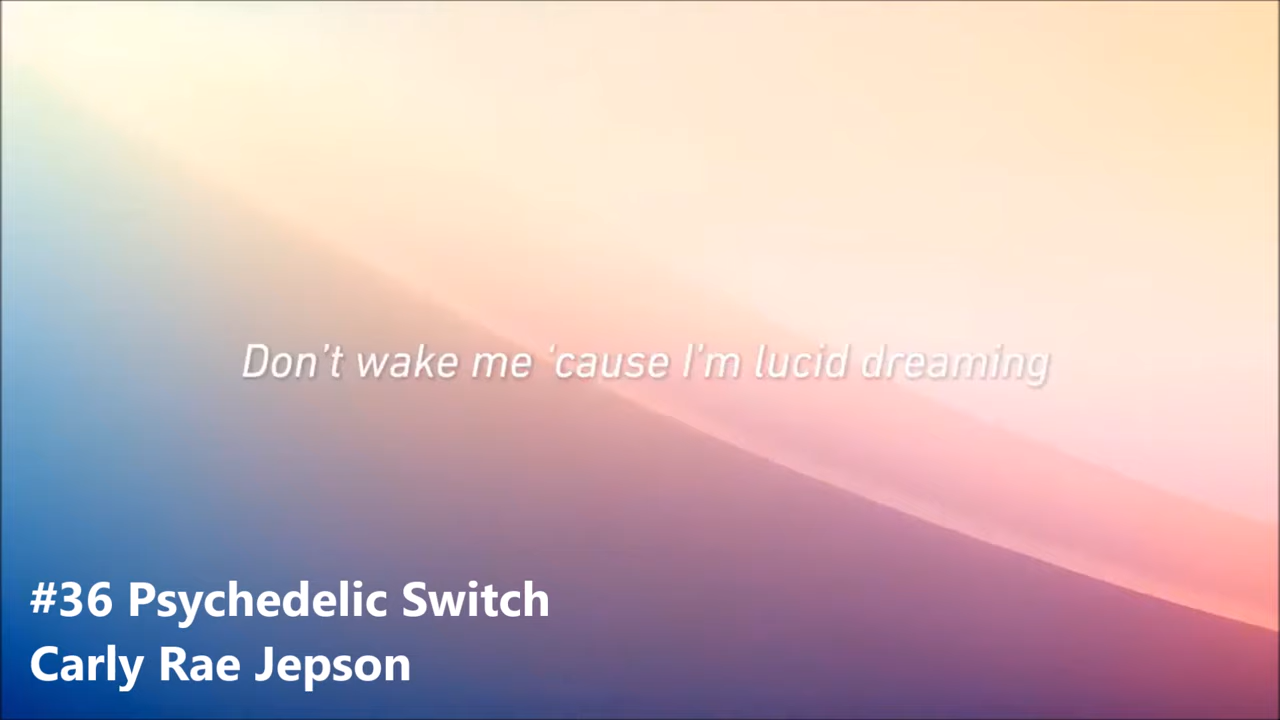 Don't wake me 'cause I'm lucid dreaming
#36 Psychedelic Switch
Carly Rae Jepson